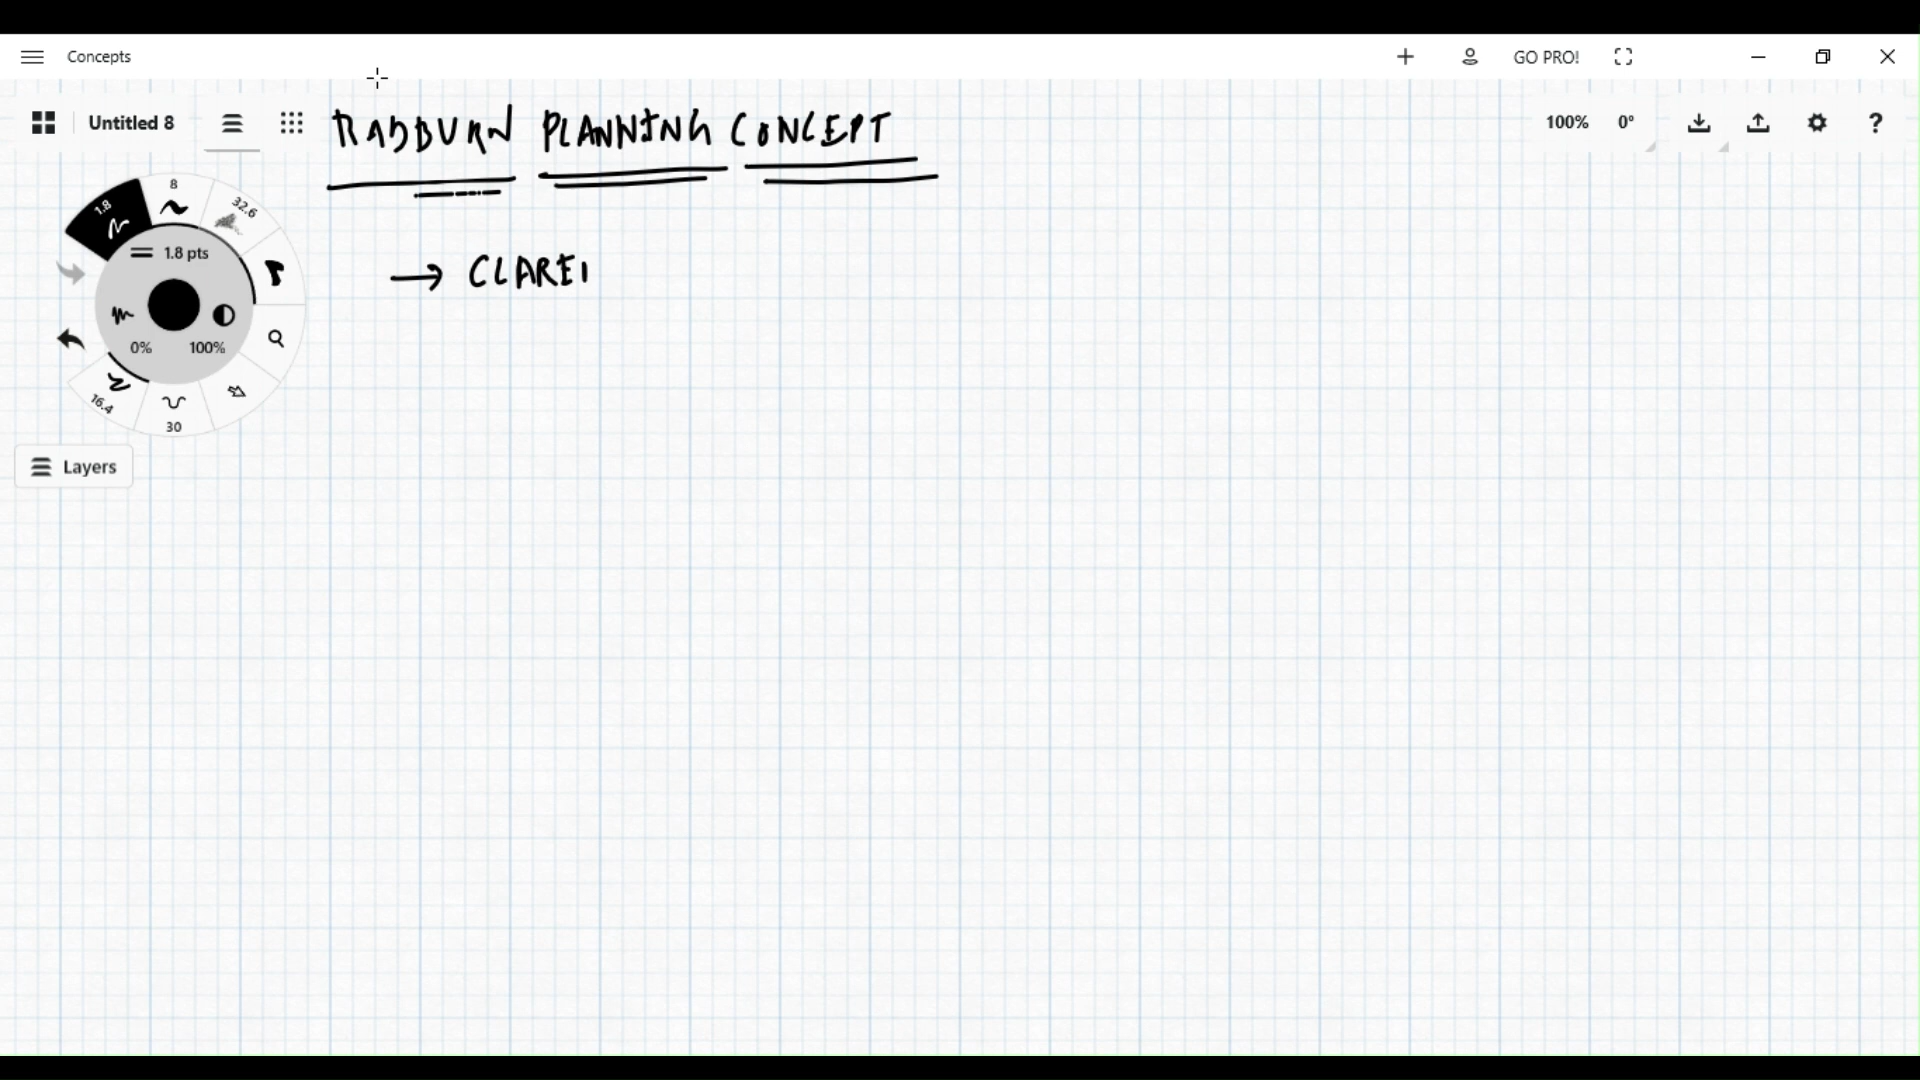 Concepts GO PRO!
Untitled 8 RADBURN PLANNING CONCEPT 100% 0° ?
8
1.8 32.6
1.8 pts
→ CLAREI
0% 100%
16.4
30
Layers